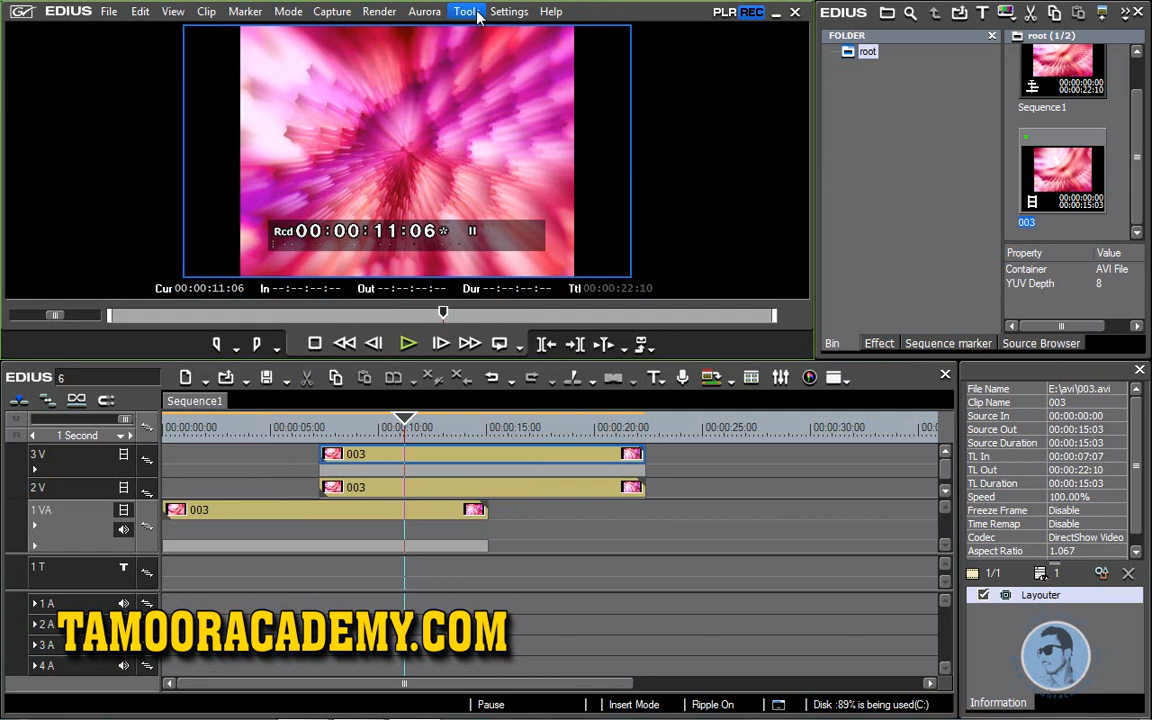 EDIUS File Edit View Clip Marker Mode Capture Render Aurora Tools Settings Help PLR REC
Rcd 00:00:11:06* II
Cur 00:00:11:06 In --:--:--:-- Out --:--:--:-- Dur --:--:--:-- Ttl 00:00:22:10
EDIUS
FOLDER
root
root (1/2)
00:00:00:00
00:00:22:10
Sequence1
00:00:00:00
00:00:15:03
003
Property Value
Container AVI File
YUV Depth 8
Bin Effect Sequence marker Source Browser
EDIUS 6
Sequence1
1 Second
00:00:00:00 00:00:05:00 00:00:10:00 00:00:15:00 00:00:20:00 00:00:25:00 00:00:30:00
3 V 003
2 V 003
1 VA 003
1 T T
1 A
2 A
3 A
4 A
TAMOORACADEMY.COM
Pause Insert Mode Ripple On Disk :89% is being used(C:)
File Name E:\avi\003.avi
Clip Name 003
Source In 00:00:00:00
Source Out 00:00:15:03
Source Duration 00:00:15:03
TL In 00:00:07:07
TL Out 00:00:22:10
TL Duration 00:00:15:03
Speed 100.00%
Freeze Frame Disable
Time Remap Disable
Codec DirectShow Video
Aspect Ratio 1.067
1/1 1
Layouter
Information